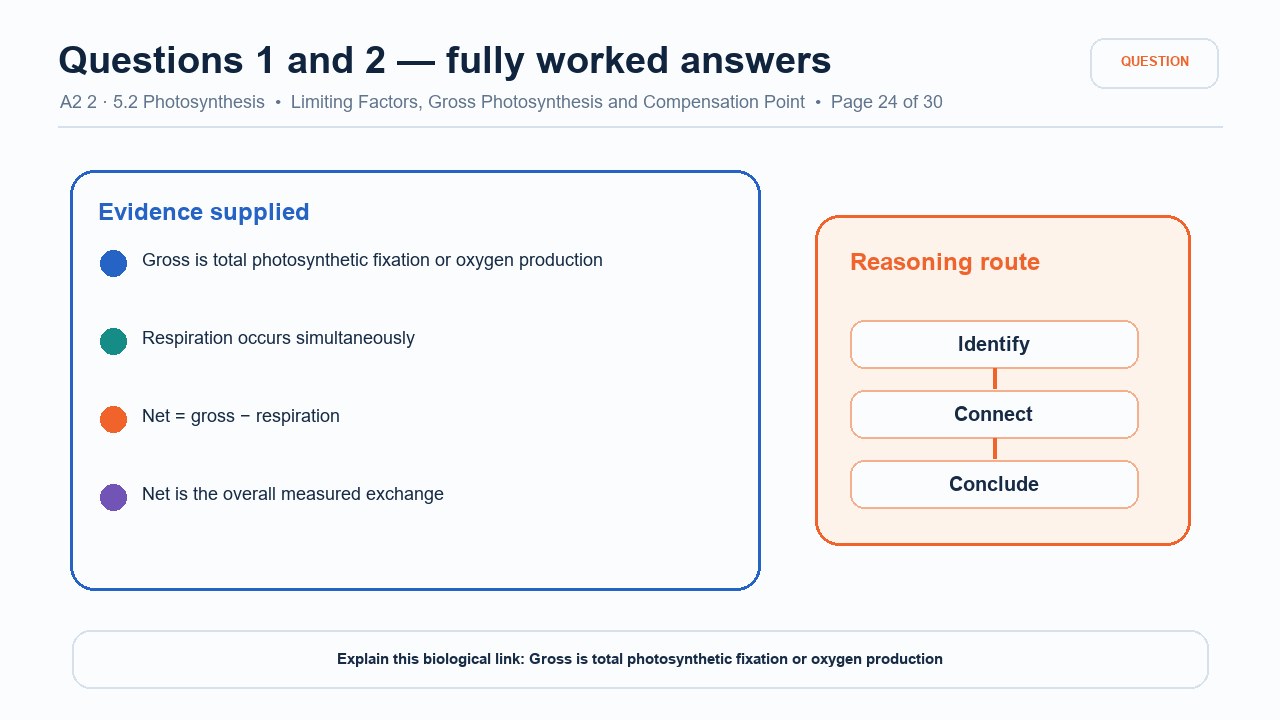 Questions 1 and 2 — fully worked answers
QUESTION
A2 2 · 5.2 Photosynthesis • Limiting Factors, Gross Photosynthesis and Compensation Point • Page 24 of 30
Evidence supplied
Gross is total photosynthetic fixation or oxygen production
Respiration occurs simultaneously
Net = gross − respiration
Net is the overall measured exchange
Reasoning route
Identify
Connect
Conclude
Explain this biological link: Gross is total photosynthetic fixation or oxygen production